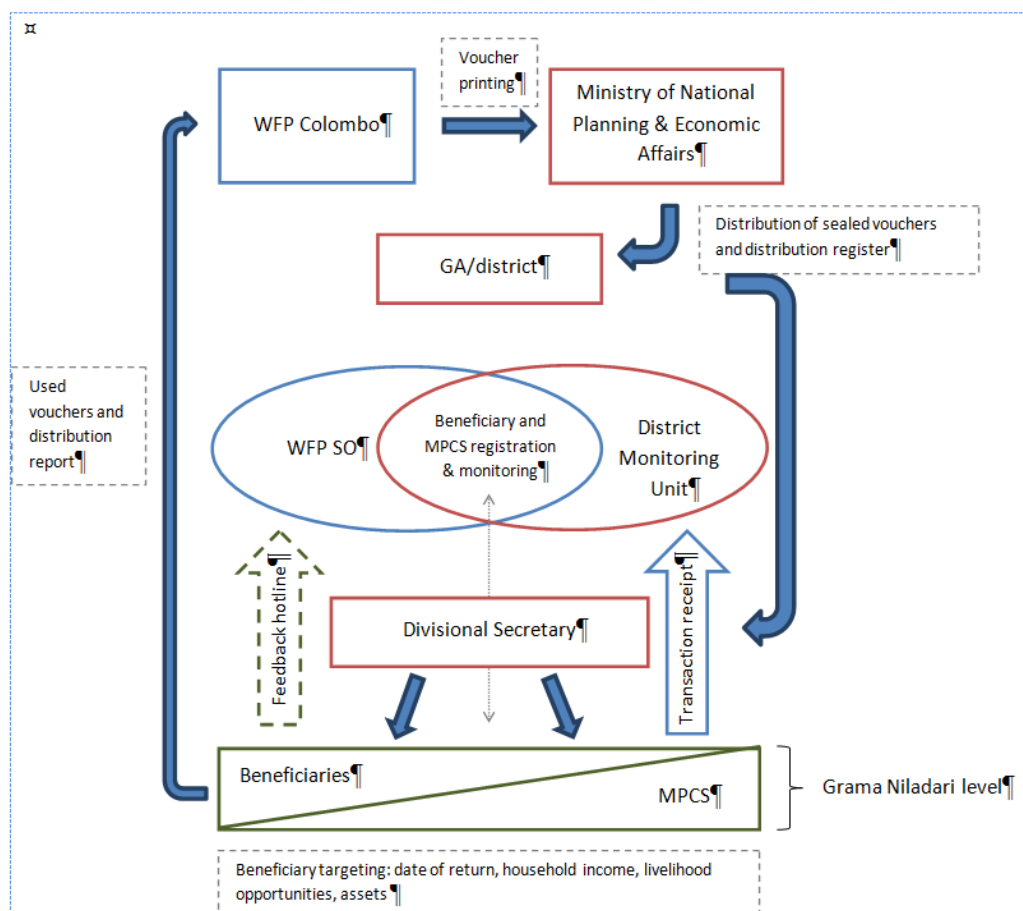 ¤
Voucher
printing¶
WFP Colombo¶
Ministry of National
Planning & Economic
Affairs¶
Distribution of sealed vouchers
and distribution register¶
GA/district¶
Used
vouchers and
distribution
report¶
WFP SO¶
Beneficiary and
MPCS registration
& monitoring¶
District
Monitoring
Unit¶
Feedback hotline¶
Transaction receipt¶
Divisional Secretary¶
Beneficiaries¶
MPCS¶
Grama Niladari level¶
Beneficiary targeting: date of return, household income, livelihood
opportunities, assets ¶